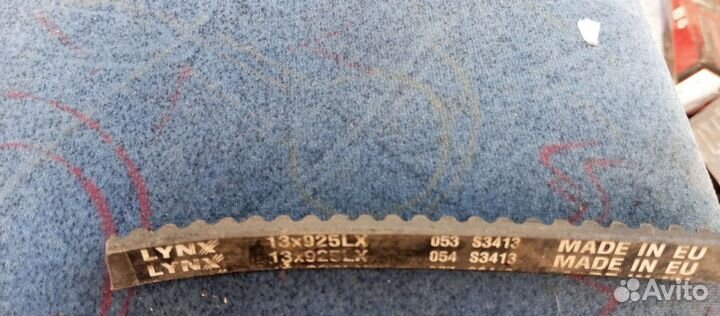 LYNX 13x925LX 053 S3413 MADE IN EU
LYNX 13x925LX 054 S3413 MADE IN EU
Avito